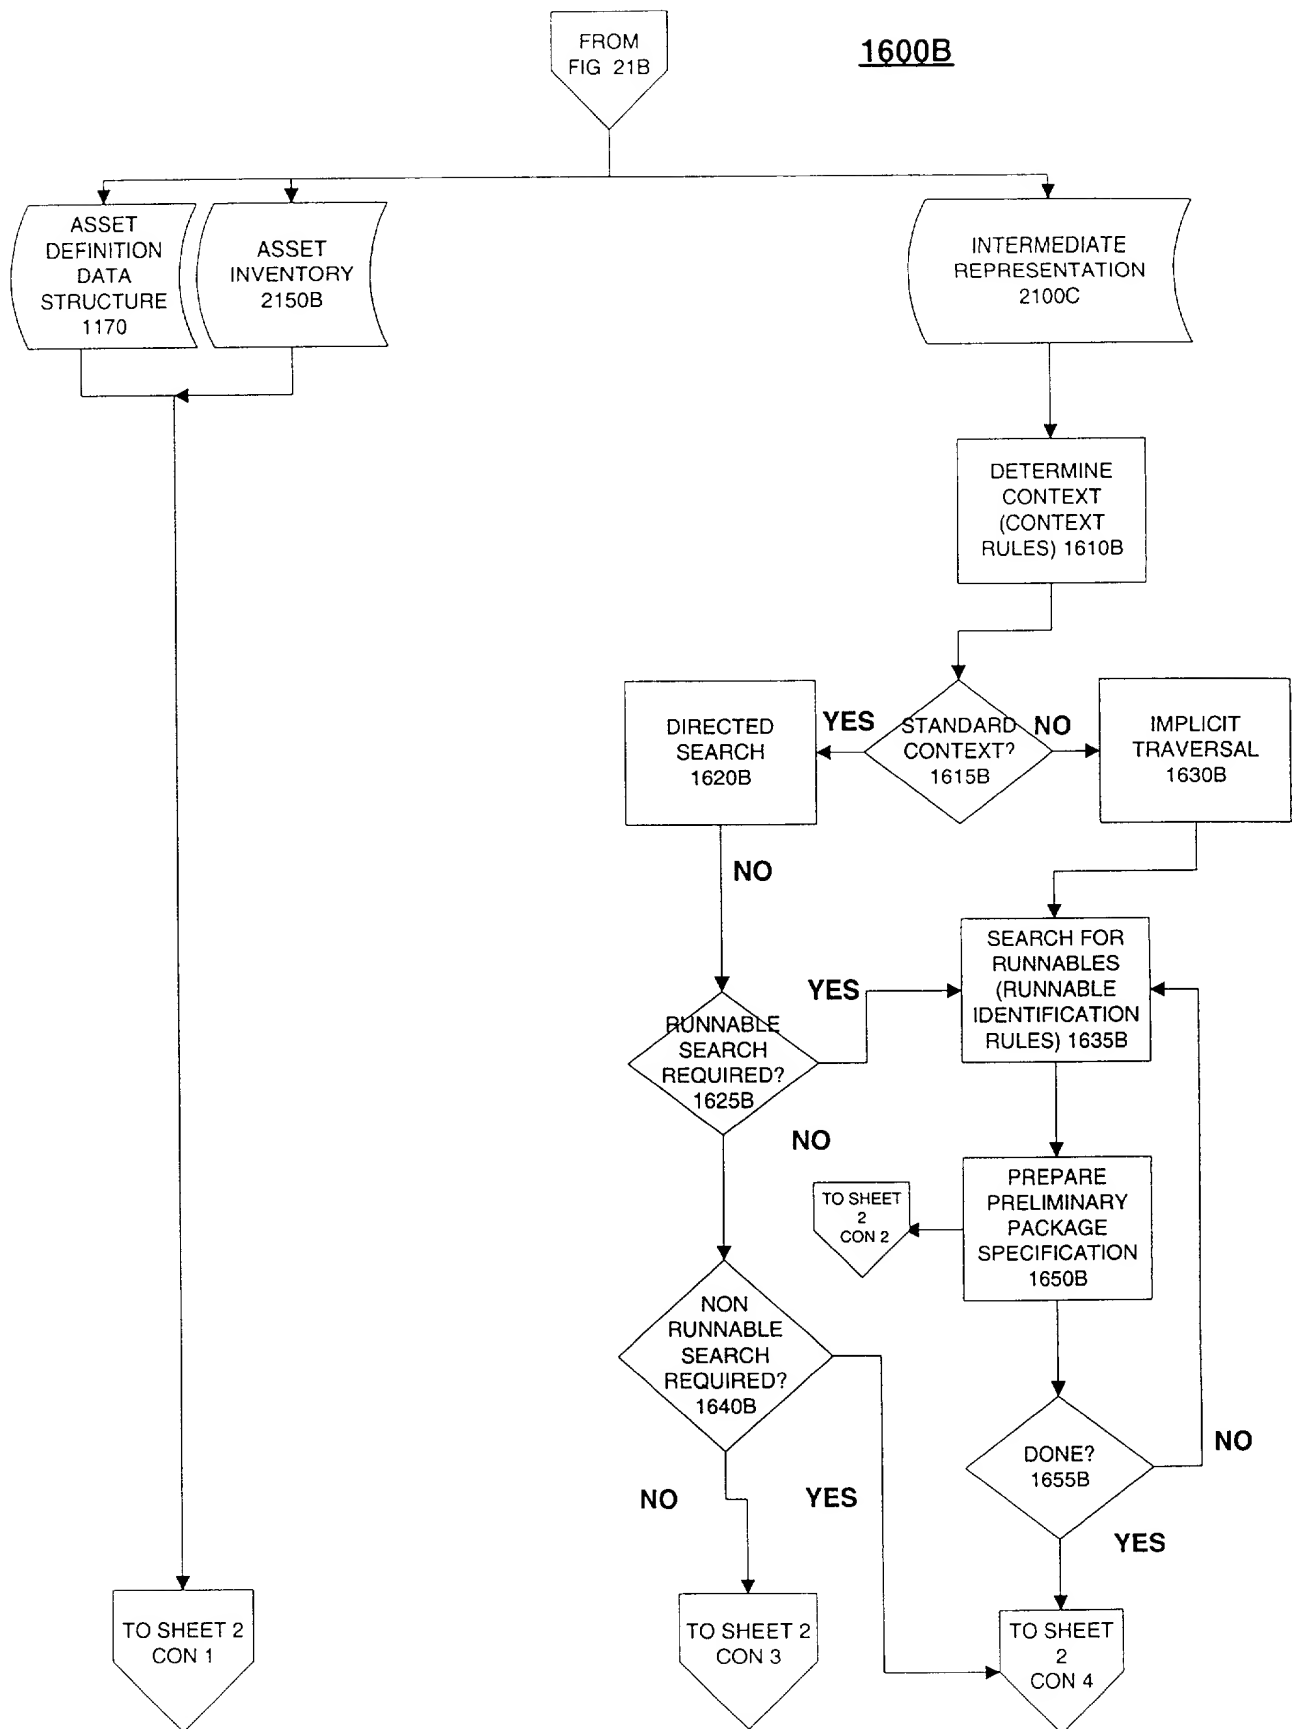 FROM
FIG 21B
1600B
ASSET
DEFINITION
DATA
STRUCTURE
1170
ASSET
INVENTORY
2150B
INTERMEDIATE
REPRESENTATION
2100C
DETERMINE
CONTEXT
(CONTEXT
RULES) 1610B
DIRECTED
SEARCH
1620B
YES
STANDARD
CONTEXT?
1615B
NO
IMPLICIT
TRAVERSAL
1630B
NO
SEARCH FOR
RUNNABLES
(RUNNABLE
IDENTIFICATION
RULES) 1635B
YES
RUNNABLE
SEARCH
REQUIRED?
1625B
NO
PREPARE
PRELIMINARY
PACKAGE
SPECIFICATION
1650B
TO SHEET
2
CON 2
NON
RUNNABLE
SEARCH
REQUIRED?
1640B
DONE?
1655B
NO
NO
YES
YES
TO SHEET 2
CON 1
TO SHEET 2
CON 3
TO SHEET
2
CON 4